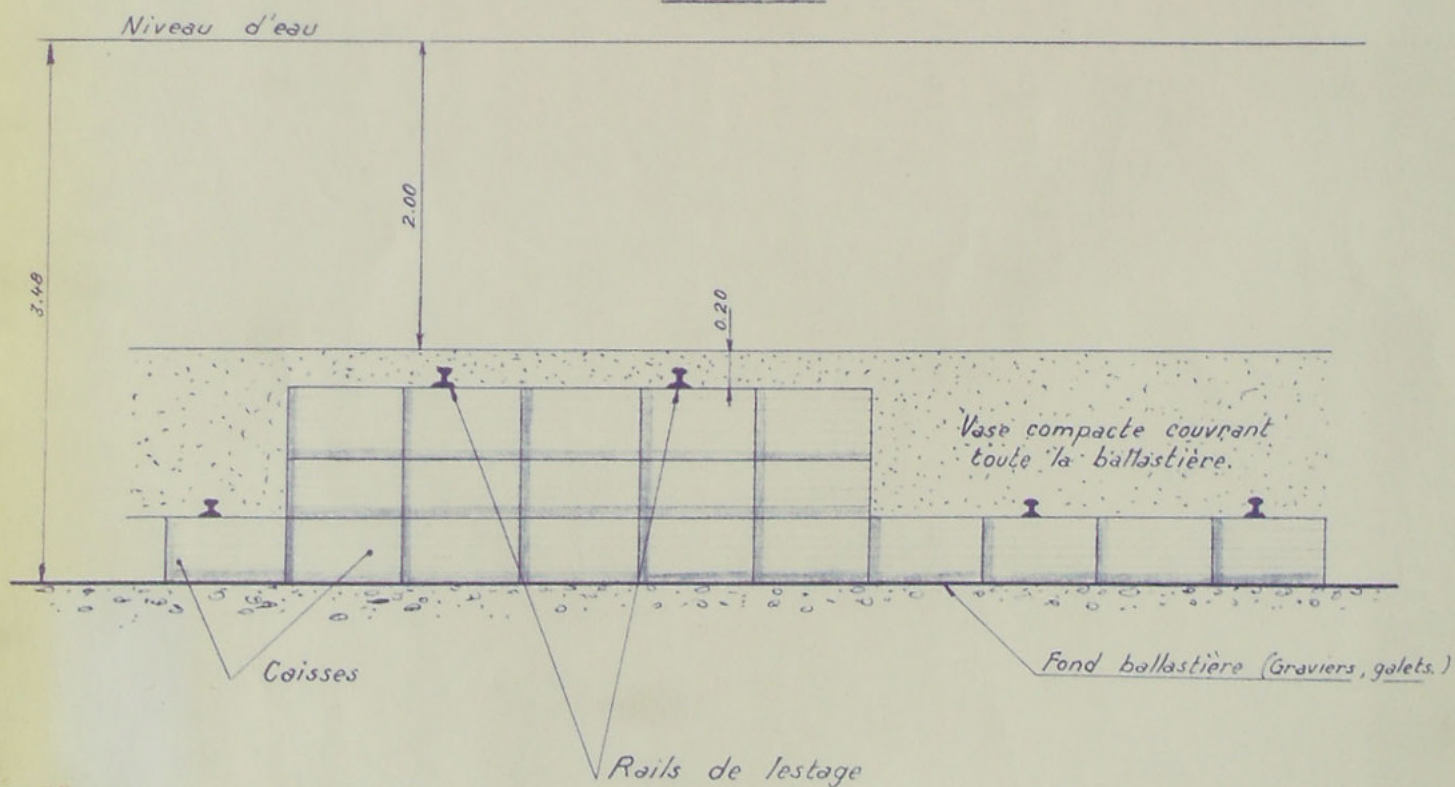 Niveau d'eau
2.00
3.48
0.20
Vase compacte couvrant
toute la ballastière.
Caisses
Fond ballastière (Graviers, galets.)
Rails de lestage